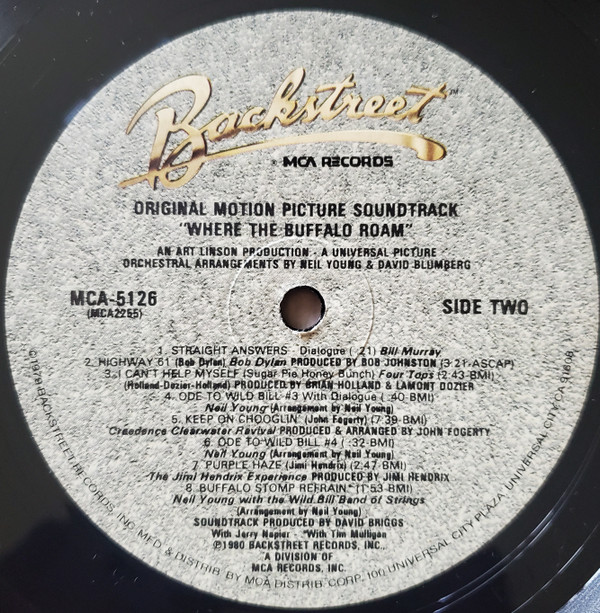 Backstreet™
MCA RECORDS
ORIGINAL MOTION PICTURE SOUNDTRACK
"WHERE THE BUFFALO ROAM"
AN ART LINSON PRODUCTION - A UNIVERSAL PICTURE
ORCHESTRAL ARRANGEMENTS BY NEIL YOUNG & DAVID BLUMBERG
MCA-5126
(MCA2255)
SIDE TWO
1. STRAIGHT ANSWERS - Dialogue (:21) Bill Murray
2. HIGHWAY 61 (Bob Dylan) Bob Dylan PRODUCED BY BOB JOHNSTON (3:21-ASCAP)
3. I CAN'T HELP MYSELF (Sugar Pie Honey Bunch) Four Tops (2:43-BMI)
(Holland-Dozier-Holland) PRODUCED BY BRIAN HOLLAND & LAMONT DOZIER
4. ODE TO WILD BILL #3 With Dialogue (:40-BMI)
Neil Young (Arrangement by Neil Young)
5. KEEP ON CHOOGLIN' (John Fogerty) (7:39-BMI)
Creedence Clearwater Revival PRODUCED & ARRANGED BY JOHN FOGERTY
6. ODE TO WILD BILL #4 (:32-BMI)
Neil Young (Arrangement by Neil Young)
7. PURPLE HAZE (Jimi Hendrix) (2:47-BMI)
The Jimi Hendrix Experience PRODUCED BY JIMI HENDRIX
8. BUFFALO STOMP REFRAIN* (1:53-BMI)
Neil Young with the Wild Bill Band of Strings
(Arrangement by Neil Young)
SOUNDTRACK PRODUCED BY DAVID BRIGGS
With Jerry Napier - *With Tim Mulligan
℗1980 BACKSTREET RECORDS, INC.,
A DIVISION OF
MCA RECORDS, INC.
©1979 BACKSTREET RECORDS, INC. MFD. & DISTRIB. BY MCA DISTRIB. CORP. 100 UNIVERSAL CITY PLAZA, UNIVERSAL CITY, CA. 91608